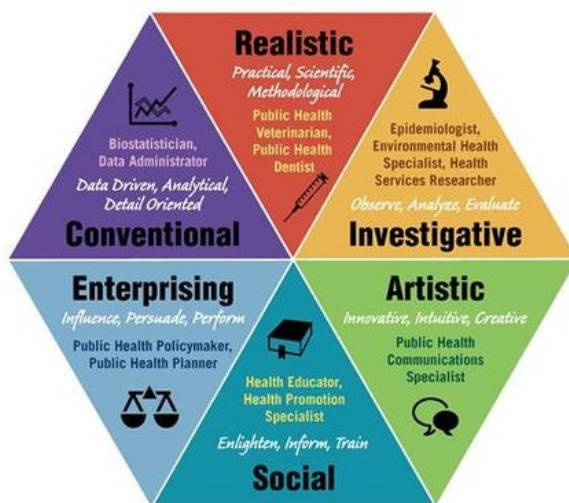 Realistic
Practical, Scientific,
Methodological
Public Health
Veterinarian,
Public Health
Dentist
Epidemiologist,
Environmental Health
Specialist, Health
Services Researcher
Observe, Analyze, Evaluate
Investigative
Artistic
Innovative, Intuitive, Creative
Public Health
Communications
Specialist
Health Educator,
Health Promotion
Specialist
Enlighten, Inform, Train
Social
Enterprising
Influence, Persuade, Perform
Public Health Policymaker,
Public Health Planner
Biostatistician,
Data Administrator
Data Driven, Analytical,
Detail Oriented
Conventional